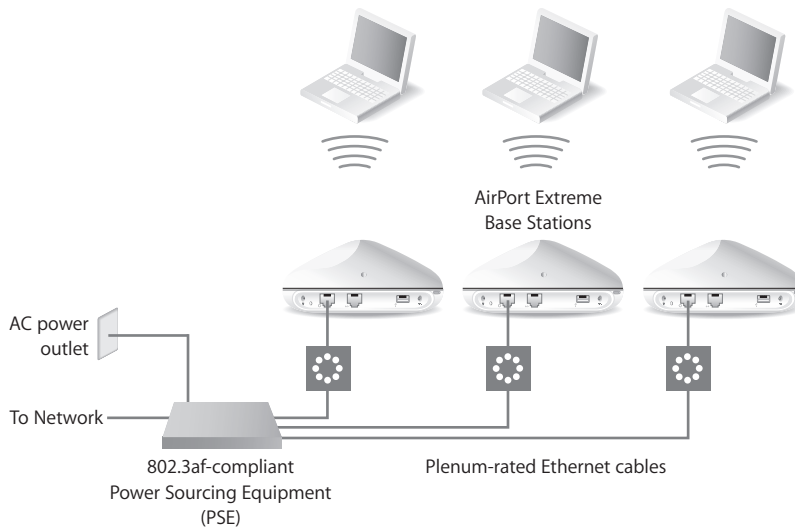 AirPort Extreme
Base Stations
AC power
outlet
To Network
802.3af-compliant
Power Sourcing Equipment
(PSE)
Plenum-rated Ethernet cables